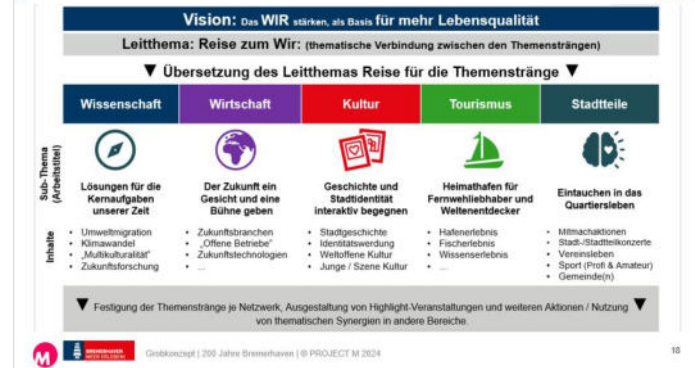 Vision: Das WIR stärken, als Basis für mehr Lebensqualität
Leitthema: Reise zum Wir: (thematische Verbindung zwischen den Themensträngen)
▼ Übersetzung des Leitthemas Reise für die Themenstränge ▼
Wissenschaft
Wirtschaft
Kultur
Tourismus
Stadtteile
Sub-Thema
(Arbeitstitel)
Lösungen für die
Kernaufgaben
unserer Zeit
Der Zukunft ein
Gesicht und eine
Bühne geben
Geschichte und
Stadtidentität
interaktiv begegnen
Heimathafen für
Fernwehliebhaber und
Weltenentdecker
Eintauchen in das
Quartiersleben
Inhalte
• Umweltmigration
• Klimawandel
• „Multikulturalität"
• Zukunftsforschung
• Zukunftsbranchen
• „Offene Betriebe"
• Zukunftstechnologien
• ...
• Stadtgeschichte
• Identitätswerdung
• Weltoffene Kultur
• Junge / Szene Kultur
• Hafenerlebnis
• Fischerlebnis
• Wissenserlebnis
• ...
• Mitmachaktionen
• Stadt-/Stadtteilkonzerte
• Vereinsleben
• Sport (Profi & Amateur)
• Gemeinde(n)
▼ Festigung der Themenstränge je Netzwerk, Ausgestaltung von Highlight-Veranstaltungen und weiteren Aktionen / Nutzung ▼
von thematischen Synergien in andere Bereiche.
M
BREMERHAVEN
MEER ERLEBEN!
Grobkonzept | 200 Jahre Bremerhaven | © PROJECT M 2024
18